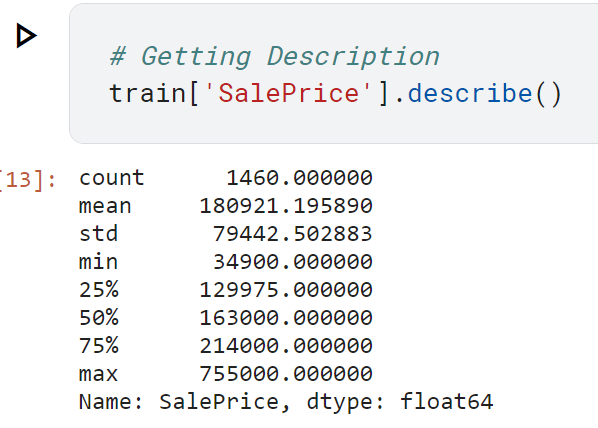 # Getting Description
train['SalePrice'].describe()
[13]:
count 1460.000000
mean 180921.195890
std 79442.502883
min 34900.000000
25% 129975.000000
50% 163000.000000
75% 214000.000000
max 755000.000000
Name: SalePrice, dtype: float64